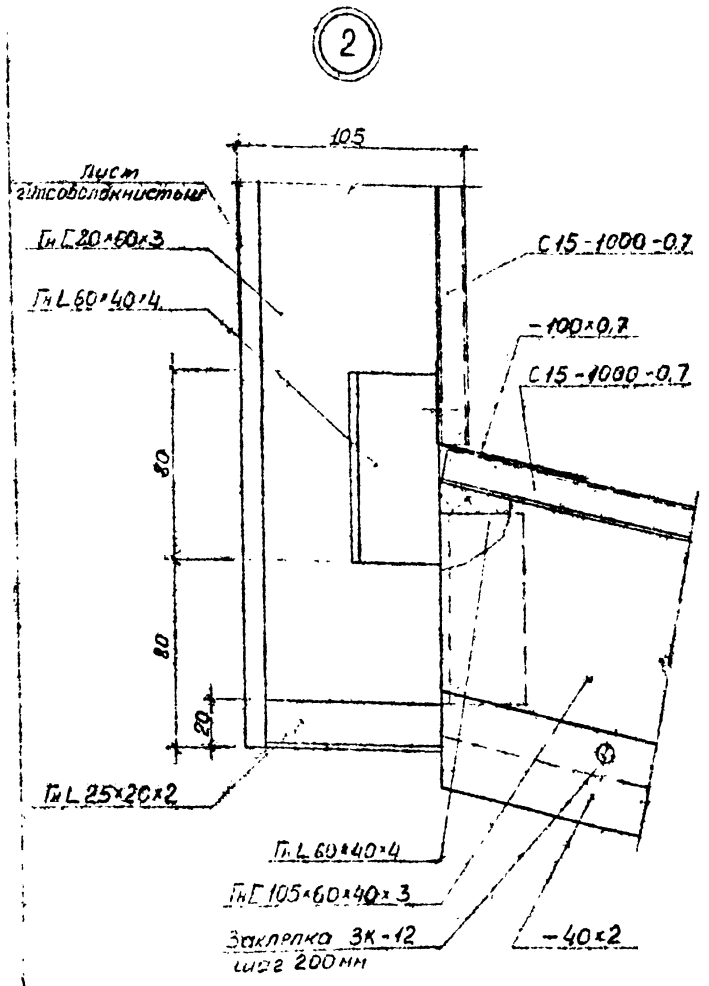 2
105
Лист
гипсоволокнистый
Гн [ 80×60×3
Гн L 60×40×4
С15-1000-0,7
-100×0,7
С15-1000-0,7
80
80
20
Гн L 25×20×2
Гн L 60×40×4
Гн [ 105×60×40×3
Заклепка ЗК-12
шаг 200 мм
-40×2